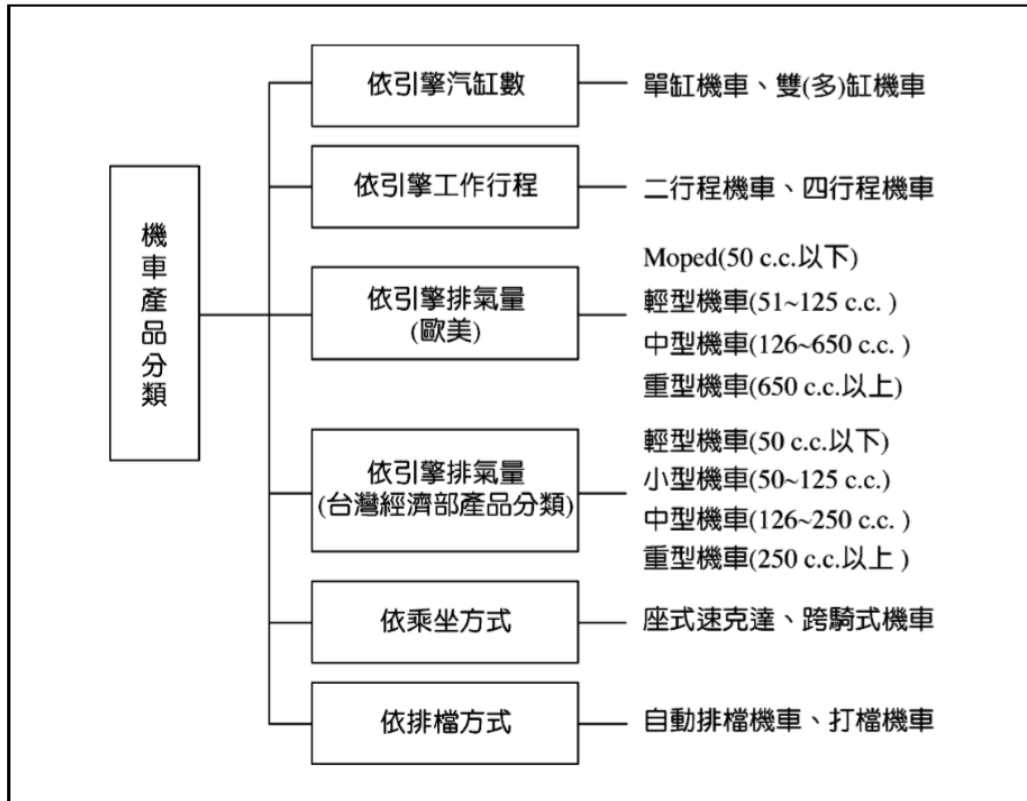 機車產品分類
依引擎汽缸數
單缸機車、雙(多)缸機車
依引擎工作行程
二行程機車、四行程機車
依引擎排氣量
(歐美)
Moped(50 c.c.以下)
輕型機車(51~125 c.c. )
中型機車(126~650 c.c. )
重型機車(650 c.c.以上)
依引擎排氣量
(台灣經濟部產品分類)
輕型機車(50 c.c.以下)
小型機車(50~125 c.c.)
中型機車(126~250 c.c. )
重型機車(250 c.c.以上 )
依乘坐方式
座式速克達、跨騎式機車
依排檔方式
自動排檔機車、打檔機車